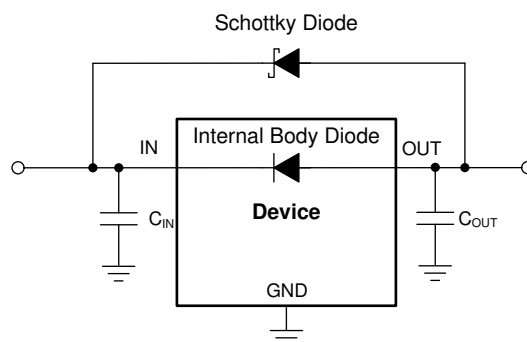 Schottky Diode
IN
Internal Body Diode
OUT
CIN
Device
COUT
GND